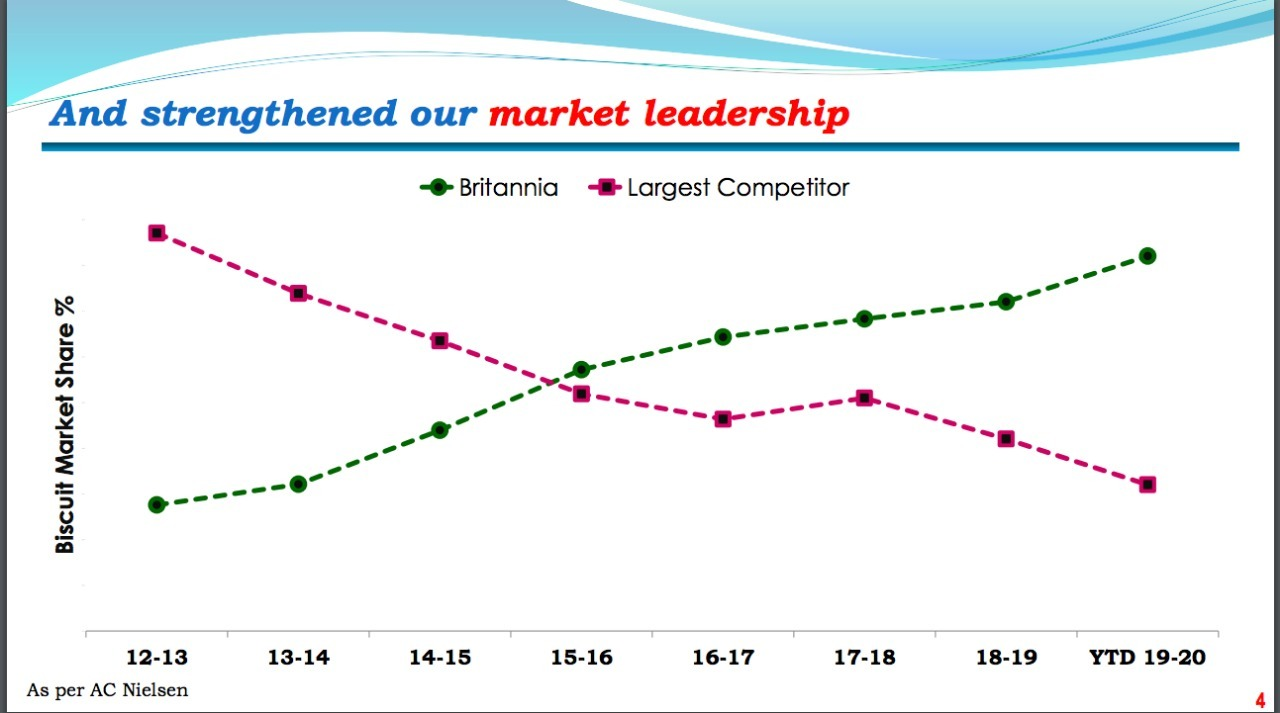 And strengthened our market leadership
Britannia Largest Competitor
Biscuit Market Share %
12-13 13-14 14-15 15-16 16-17 17-18 18-19 YTD 19-20
As per AC Nielsen
4